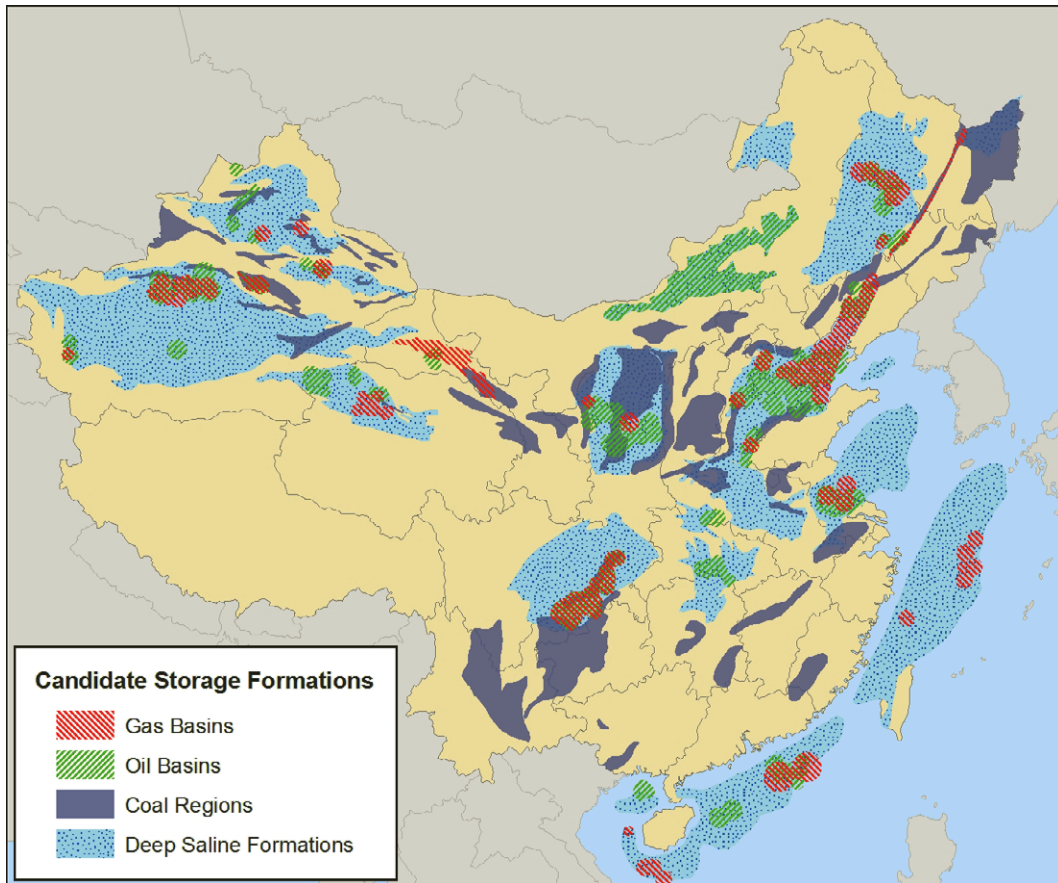 Candidate Storage Formations
Gas Basins
Oil Basins
Coal Regions
Deep Saline Formations